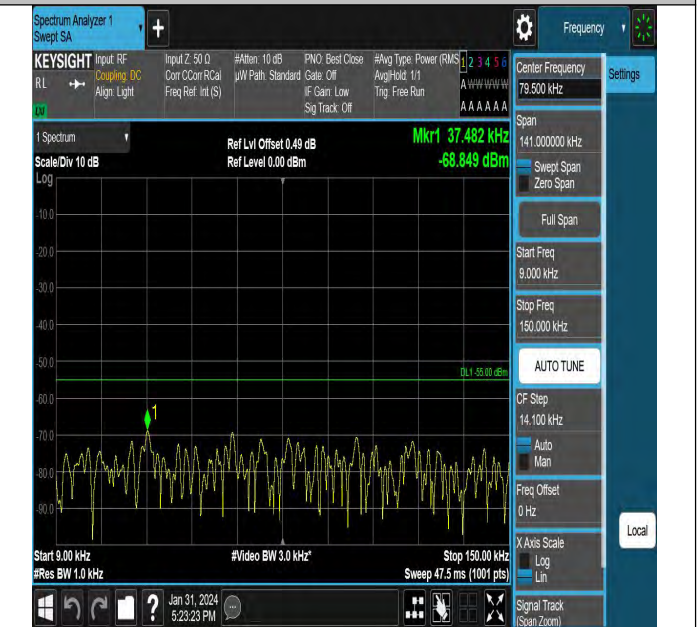 Spectrum Analyzer 1
Swept SA
Frequency
KEYSIGHT
RL
Input: RF
Coupling: DC
Align: Light
Input Z: 50 Ω
Corr CCorr RCal
Freq Ref: Int (S)
#Atten: 10 dB
µW Path: Standard
PNO: Best Close
Gate: Off
IF Gain: Low
Sig Track: Off
#Avg Type: Power (RMS
Avg|Hold: 1/1
Trig: Free Run
1 2 3 4 5 6
A W W W W W
A A A A A A
Center Frequency
79.500 kHz
Settings
Span
141.000000 kHz
Swept Span
Zero Span
Full Span
Start Freq
9.000 kHz
Stop Freq
150.000 kHz
AUTO TUNE
CF Step
14.100 kHz
Auto
Man
Freq Offset
0 Hz
X Axis Scale
Log
Lin
Signal Track
(Span Zoom)
Local
1 Spectrum
Scale/Div 10 dB
Log
Ref Lvl Offset 0.49 dB
Ref Level 0.00 dBm
Mkr1 37.482 kHz
-68.849 dBm
-10.0
-20.0
-30.0
-40.0
-50.0
DL1 -55.00 dBm
-60.0
1
-70.0
-80.0
-90.0
Start 9.00 kHz
#Res BW 1.0 kHz
#Video BW 3.0 kHz*
Stop 150.00 kHz
Sweep 47.5 ms (1001 pts)
?
Jan 31, 2024
5:23:23 PM